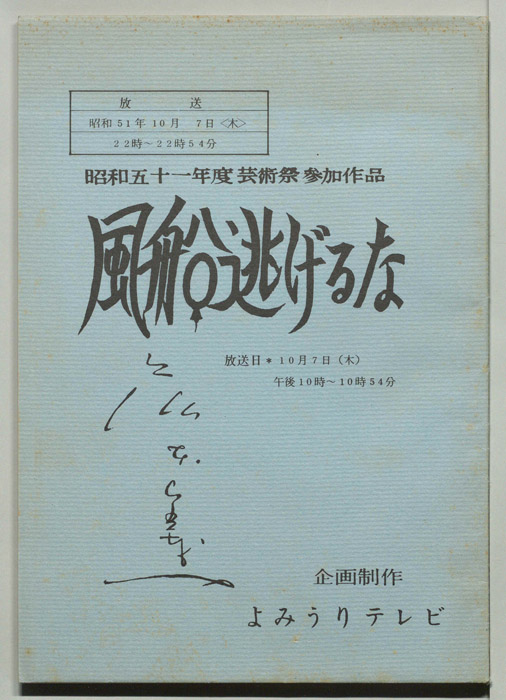 放 送
昭和51年10月 7日〈木〉
22時〜22時54分
昭和五十一年度芸術祭参加作品
風船逃げるな
放送日*10月7日（木）
午後10時〜10時54分
企画制作
よみうりテレビ